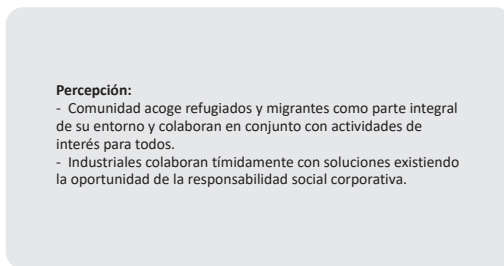 Percepción:
- Comunidad acoge refugiados y migrantes como parte integral
de su entorno y colaboran en conjunto con actividades de
interés para todos.
- Industriales colaboran tímidamente con soluciones existiendo
la oportunidad de la responsabilidad social corporativa.